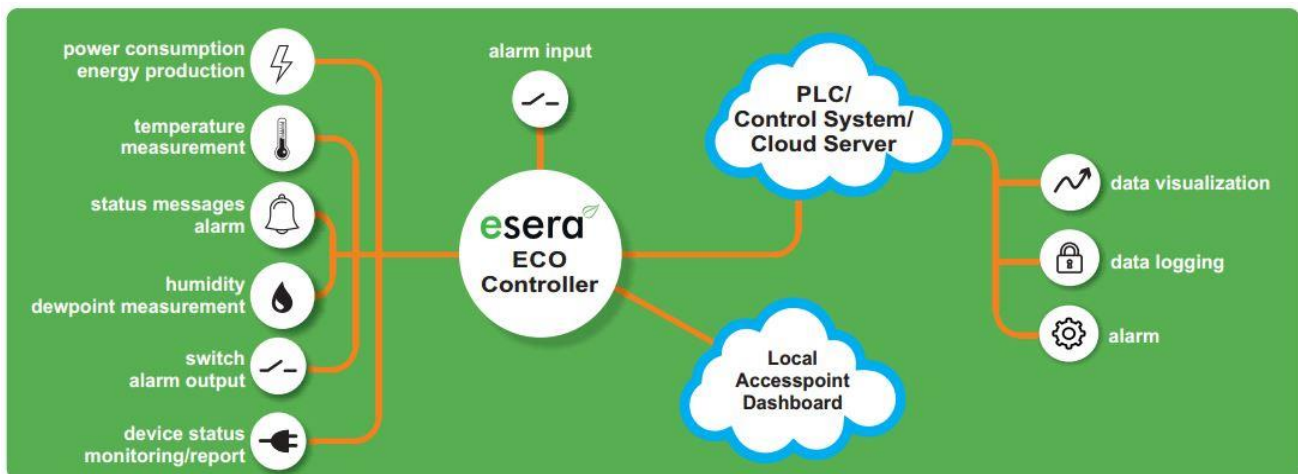 power consumption
energy production
temperature
measurement
status messages
alarm
humidity
dewpoint measurement
switch
alarm output
device status
monitoring/report
alarm input
esera
ECO
Controller
PLC/
Control System/
Cloud Server
Local
Accesspoint
Dashboard
data visualization
data logging
alarm